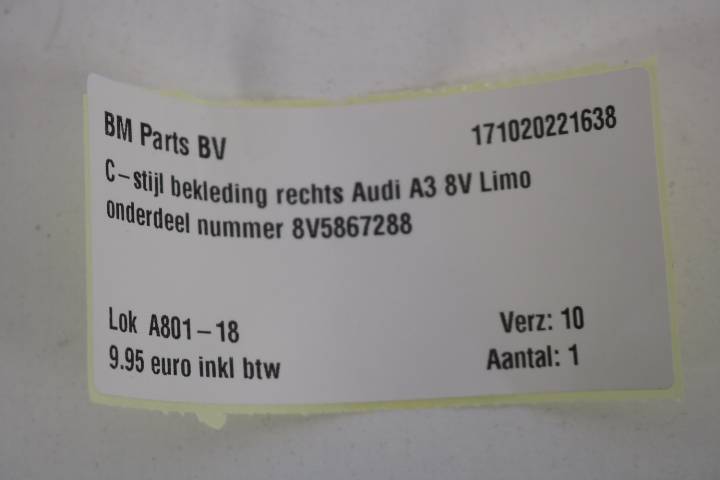 BM Parts BV 171020221638
C-stijl bekleding rechts Audi A3 8V Limo
onderdeel nummer 8V5867288
Lok A801-18 Verz: 10
9.95 euro inkl btw Aantal: 1